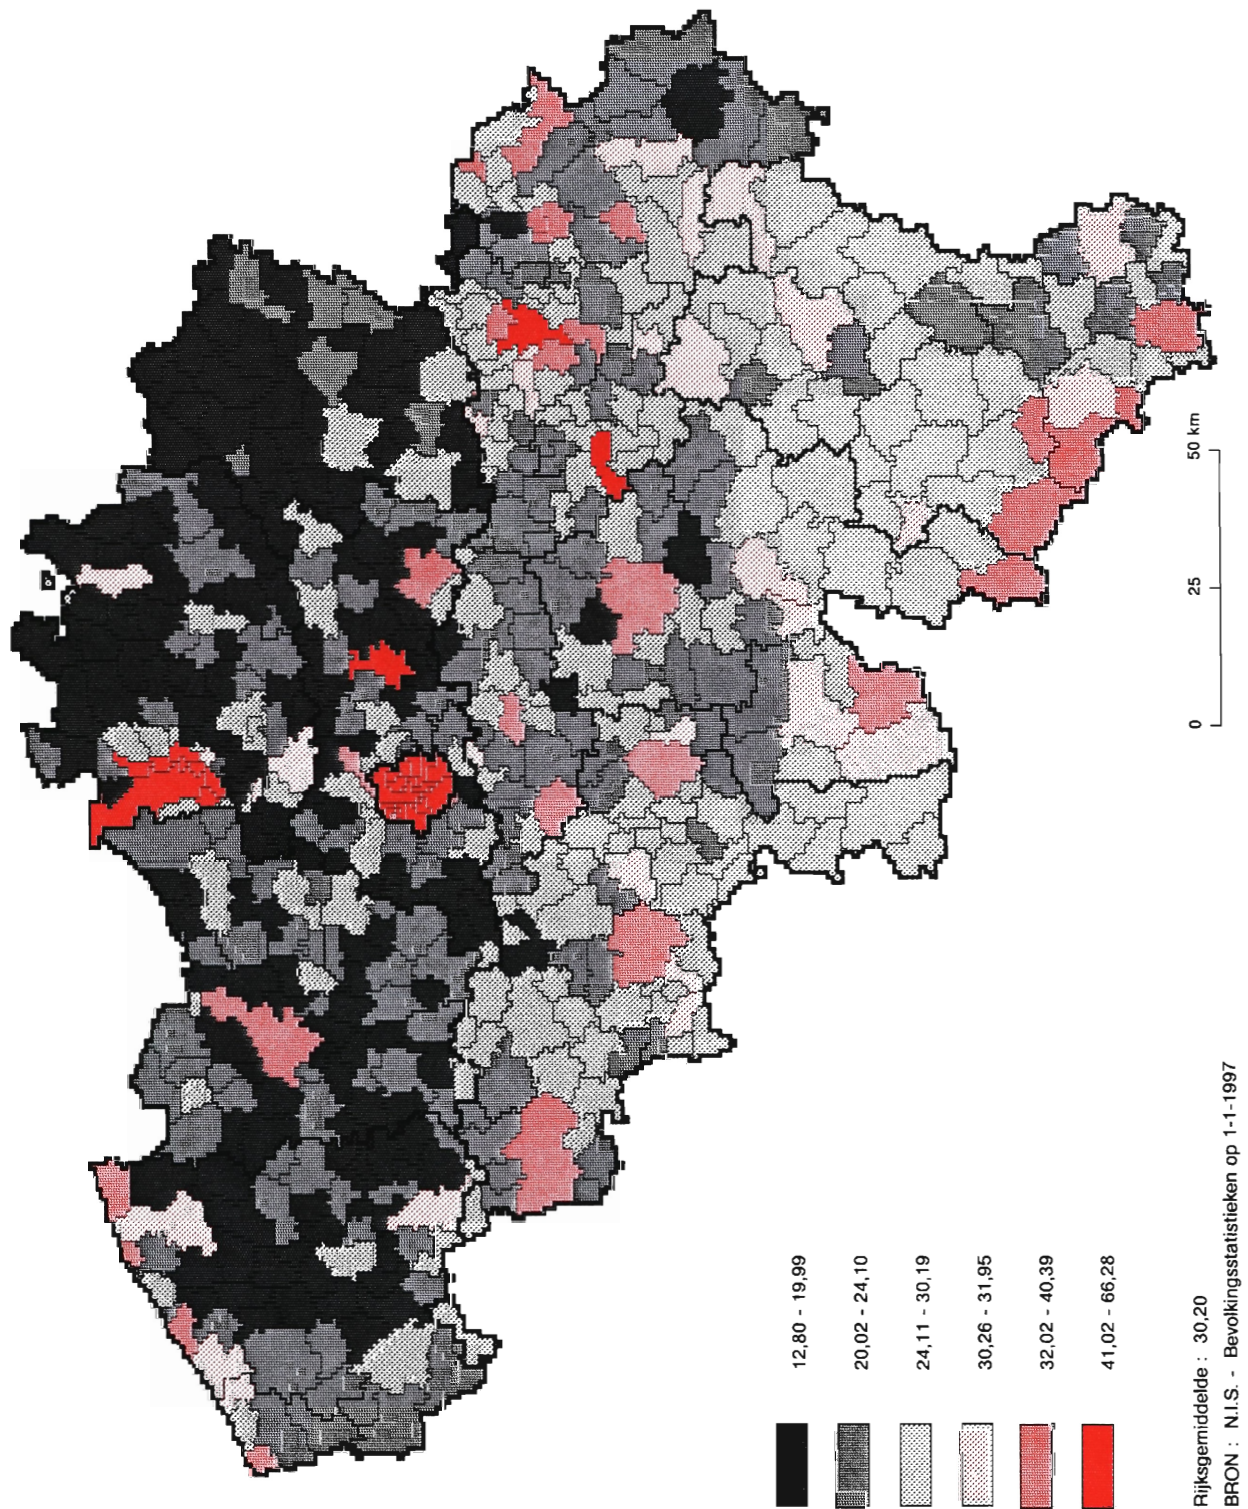 12,80 - 19,99
20,02 - 24,10
24,11 - 30,19
30,26 - 31,95
32,02 - 40,39
41,02 - 66,28
0 25 50 km
Rijksgemiddelde : 30,20
BRON : N.I.S. - Bevolkingsstatistieken op 1-1-1997